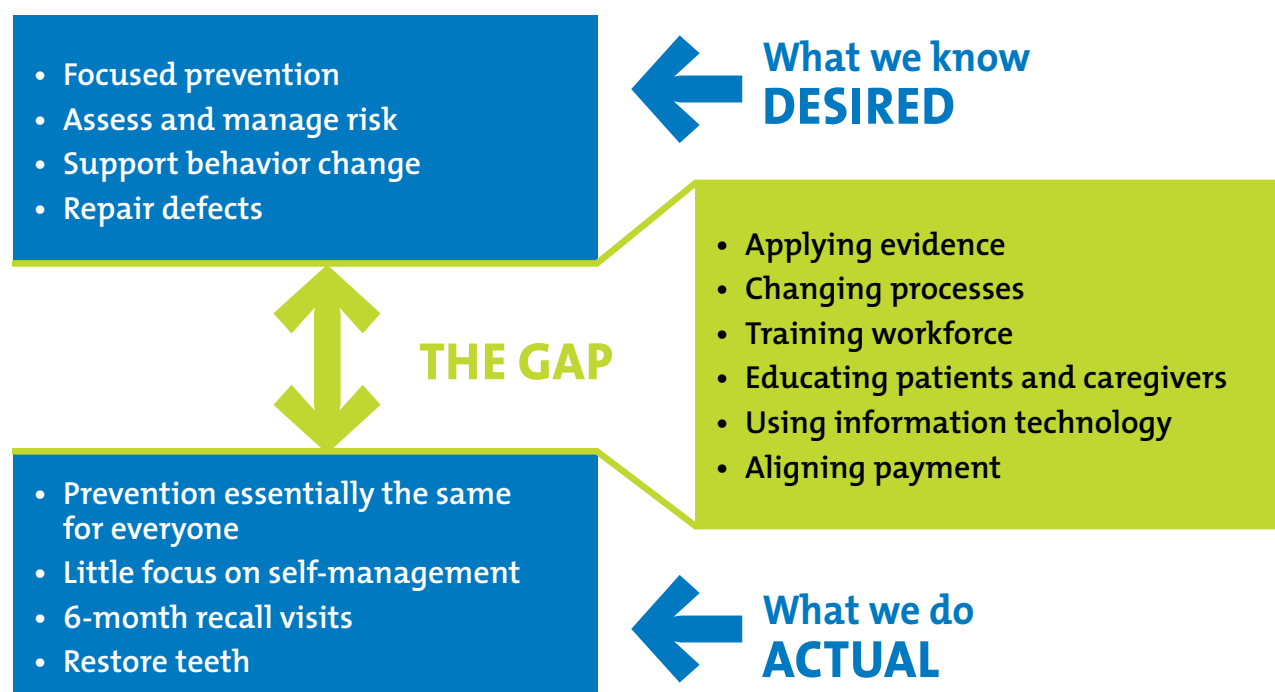 • Focused prevention
• Assess and manage risk
• Support behavior change
• Repair defects
What we know
DESIRED
THE GAP
• Applying evidence
• Changing processes
• Training workforce
• Educating patients and caregivers
• Using information technology
• Aligning payment
• Prevention essentially the same
for everyone
• Little focus on self-management
• 6-month recall visits
• Restore teeth
What we do
ACTUAL